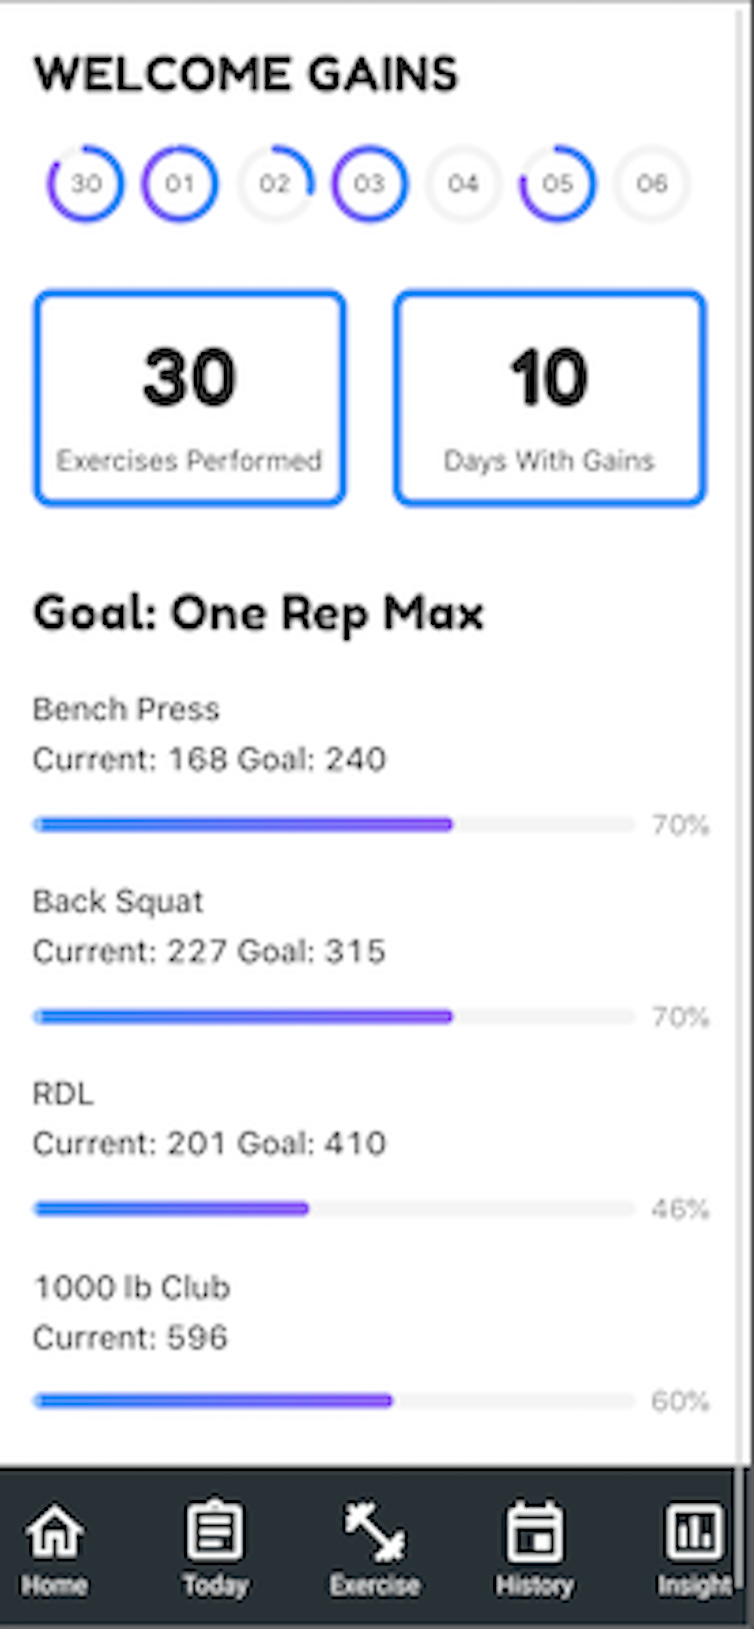 WELCOME GAINS
30 01 02 03 04 05 06
30 10
Exercises Performed Days With Gains
Goal: One Rep Max
Bench Press
Current: 168 Goal: 240
70%
Back Squat
Current: 227 Goal: 315
70%
RDL
Current: 201 Goal: 410
46%
1000 lb Club
Current: 596
60%
Home Today Exercise History Insight